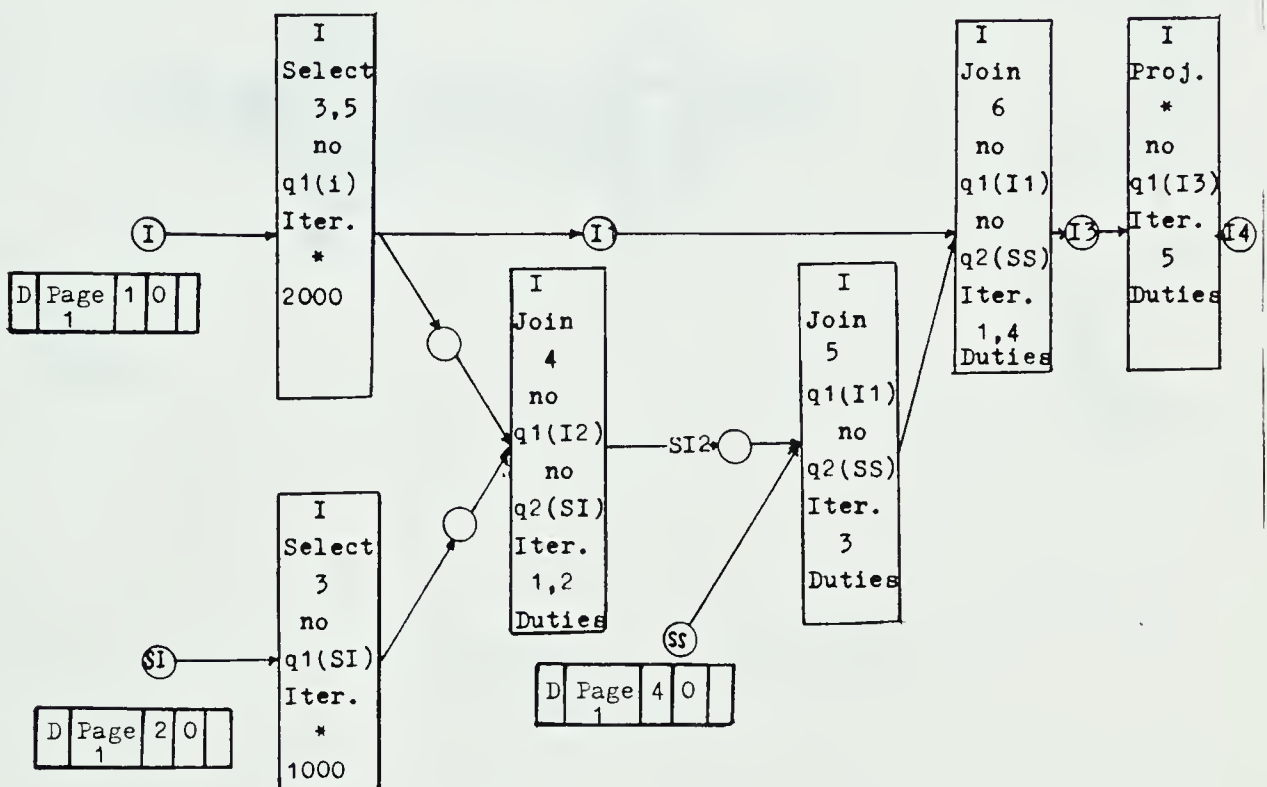 I
Select
3,5
no
q1(i)
Iter.
*
2000
I
D Page 1 1 0
I1
I
Join
4
no
q1(I2)
no
q2(SI)
Iter.
1,2
Duties
I
Select
3
no
q1(SI)
Iter.
*
1000
SI
D Page 1 2 0
SI2
SS
D Page 1 4 0
I
Join
5
q1(I1)
no
q2(SS)
Iter.
3
Duties
I
Join
6
no
q1(I1)
no
q2(SS)
Iter.
1,4
Duties
I3
I
Proj.
*
no
q1(I3)
Iter.
5
Duties
I4